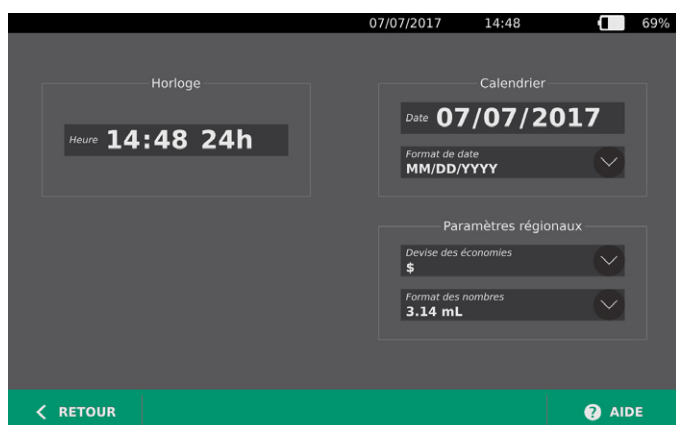 07/07/2017 14:48 69%
Horloge
Heure 14:48 24h
Calendrier
Date 07/07/2017
Format de date
MM/DD/YYYY
Paramètres régionaux
Devise des économies
$
Format des nombres
3.14 mL
RETOUR
? AIDE